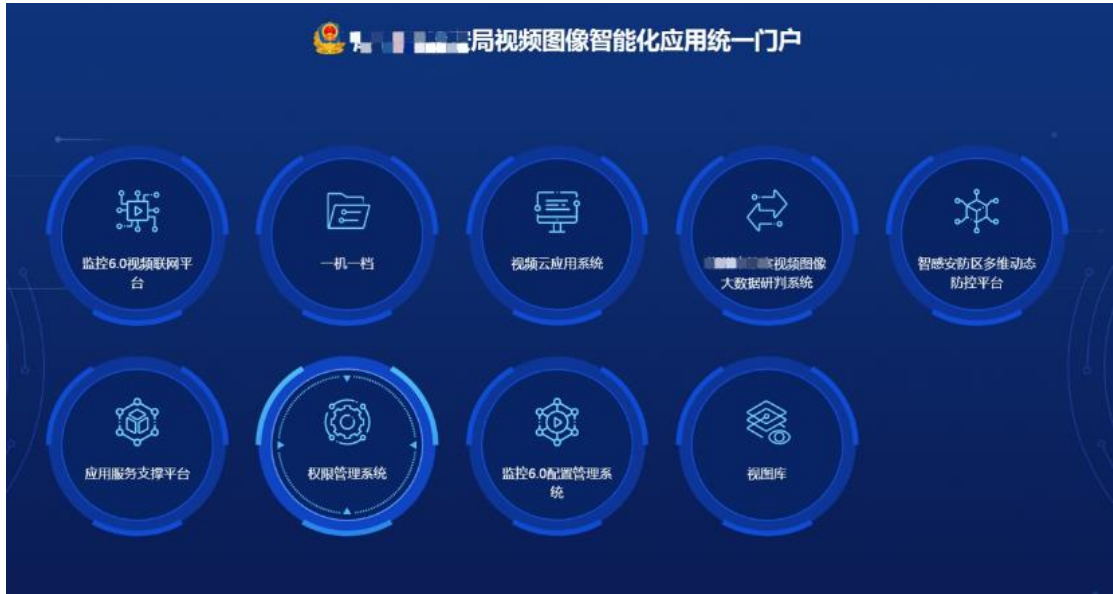 局视频图像智能化应用统一门户
监控6.0视频联网平
台
一机一档
视频云应用系统
视频图像
大数据研判系统
智感安防区多维动态
防控平台
应用服务支撑平台
权限管理系统
监控6.0配置管理系
统
视图库